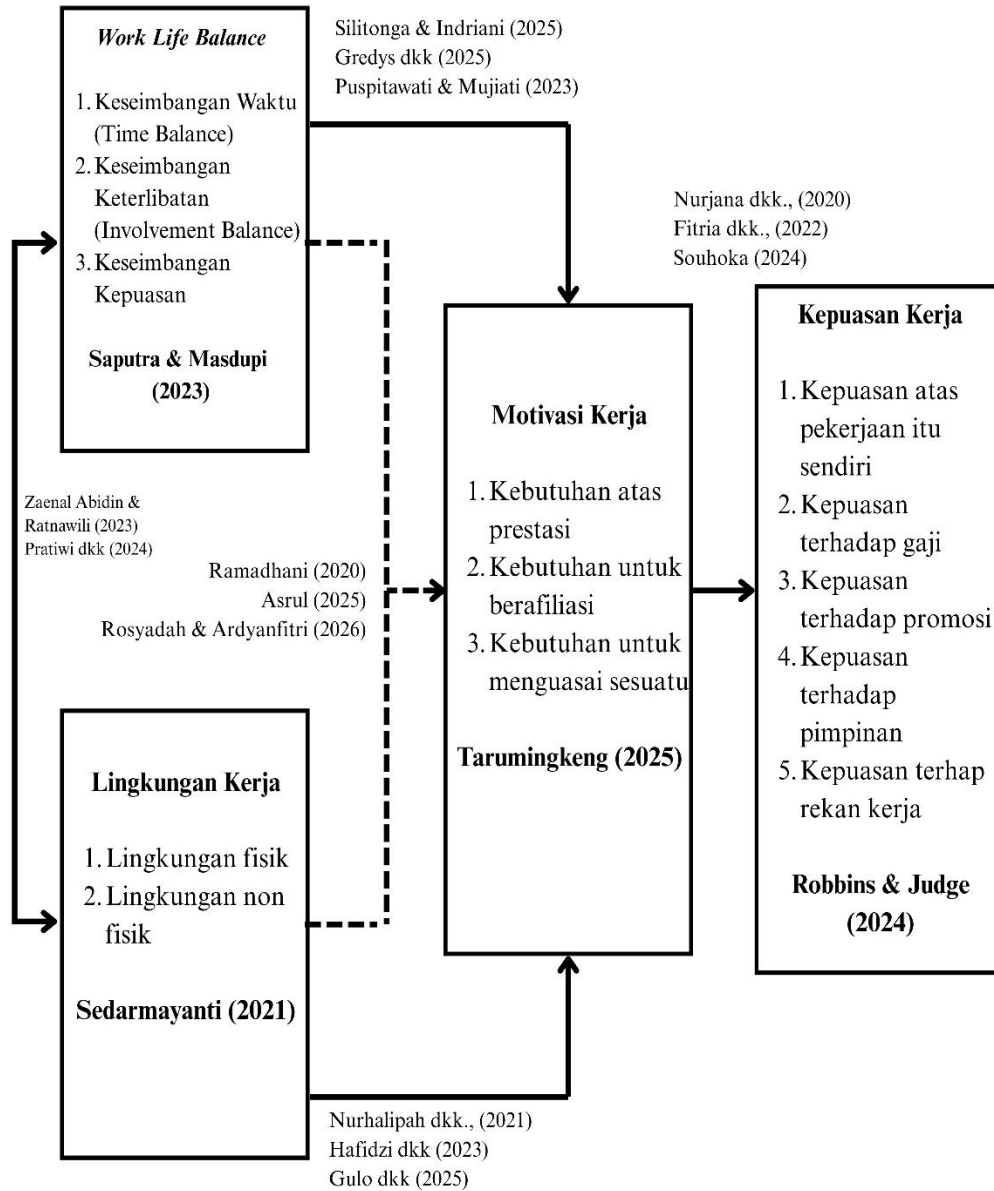 Work Life Balance
1. Keseimbangan Waktu
(Time Balance)
2. Keseimbangan
Keterlibatan
(Involvement Balance)
3. Keseimbangan
Kepuasan
Saputra & Masdupi
(2023)
Silitonga & Indriani (2025)
Gredys dkk (2025)
Puspitawati & Mujiati (2023)
Nurjana dkk., (2020)
Fitria dkk., (2022)
Souhoka (2024)
Zaenal Abidin &
Ratnawili (2023)
Pratiwi dkk (2024)
Ramadhani (2020)
Asrul (2025)
Rosyadah & Ardyanfitri (2026)
Motivasi Kerja
1. Kebutuhan atas
prestasi
2. Kebutuhan untuk
berafiliasi
3. Kebutuhan untuk
menguasai sesuatu
Tarumingkeng (2025)
Kepuasan Kerja
1. Kepuasan atas
pekerjaan itu
sendiri
2. Kepuasan
terhadap gaji
3. Kepuasan
terhadap promosi
4. Kepuasan
terhadap
pimpinan
5. Kepuasan terhap
rekan kerja
Robbins & Judge
(2024)
Lingkungan Kerja
1. Lingkungan fisik
2. Lingkungan non
fisik
Sedarmayanti (2021)
Nurhalipah dkk., (2021)
Hafidzi dkk (2023)
Gulo dkk (2025)